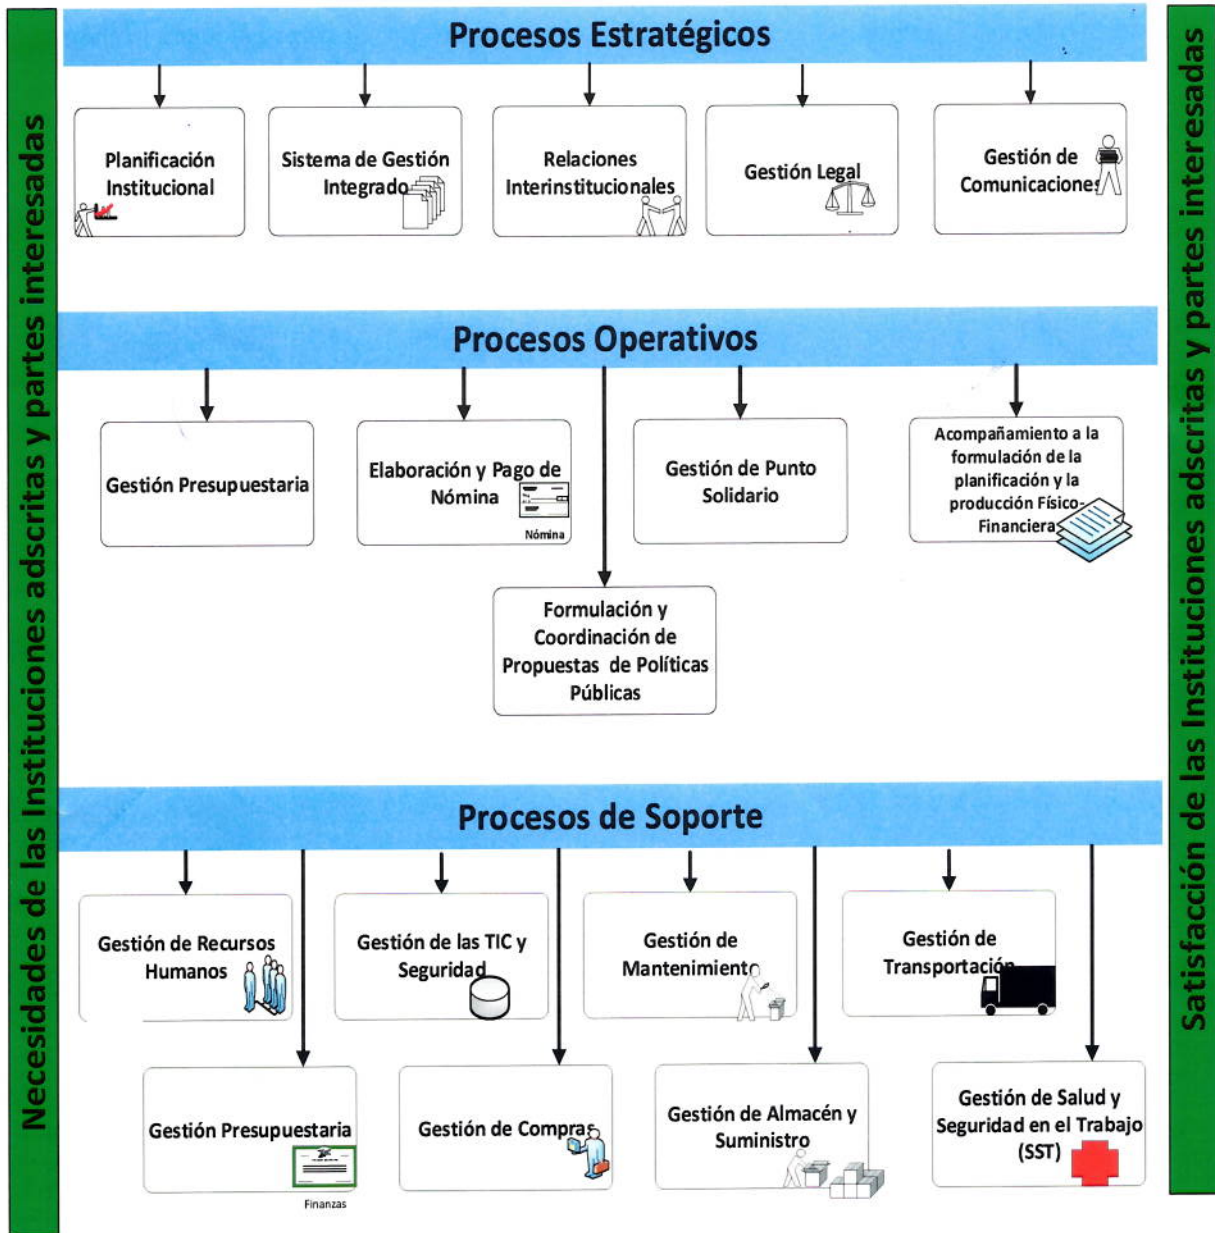 Necesidades de las Instituciones adscritas y partes interesadas
Procesos Estratégicos
Planificación
Institucional
Sistema de Gestión
Integrado
Relaciones
Interinstitucionales
Gestión Legal
Gestión de
Comunicaciones
Procesos Operativos
Gestión Presupuestaria
Elaboración y Pago de
Nómina
Nómina
Gestión de Punto
Solidario
Acompañamiento a la
formulación de la
planificación y la
producción Físico-
Financiera
Formulación y
Coordinación de
Propuestas de Políticas
Públicas
Procesos de Soporte
Gestión de Recursos
Humanos
Gestión de las TIC y
Seguridad
Gestión de
Mantenimiento
Gestión de
Transportación
Gestión Presupuestaria
Finanzas
Gestión de Compras
Gestión de Almacén y
Suministro
Gestión de Salud y
Seguridad en el Trabajo
(SST)
Satisfacción de las Instituciones adscritas y partes interesadas